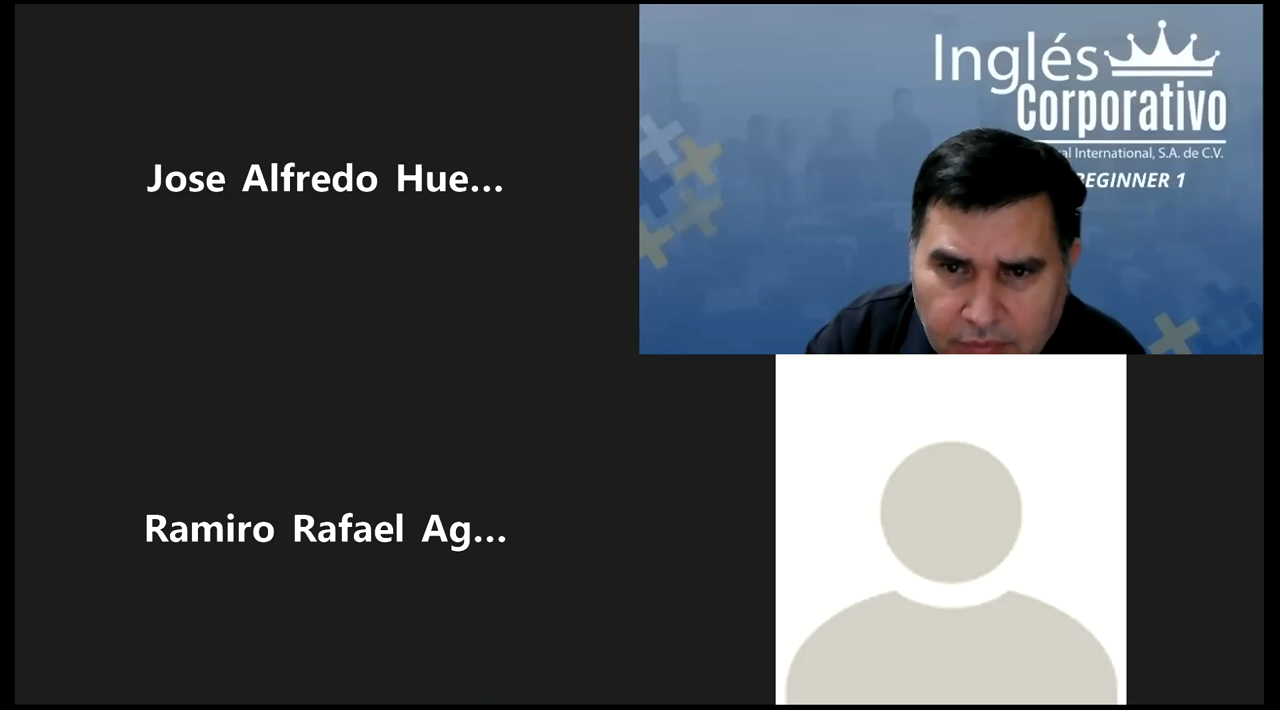 Jose Alfredo Hue...
Inglés
Corporativo
International, S.A. de C.V.
BEGINNER 1
Ramiro Rafael Ag...